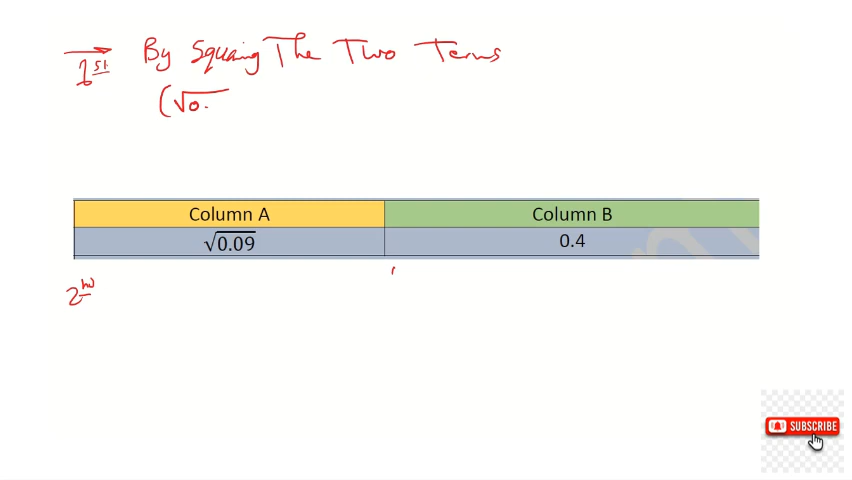 1st By Squaring The Two Terms
(√0.
Column A Column B
√0.09 0.4
2nd
SUBSCRIBE